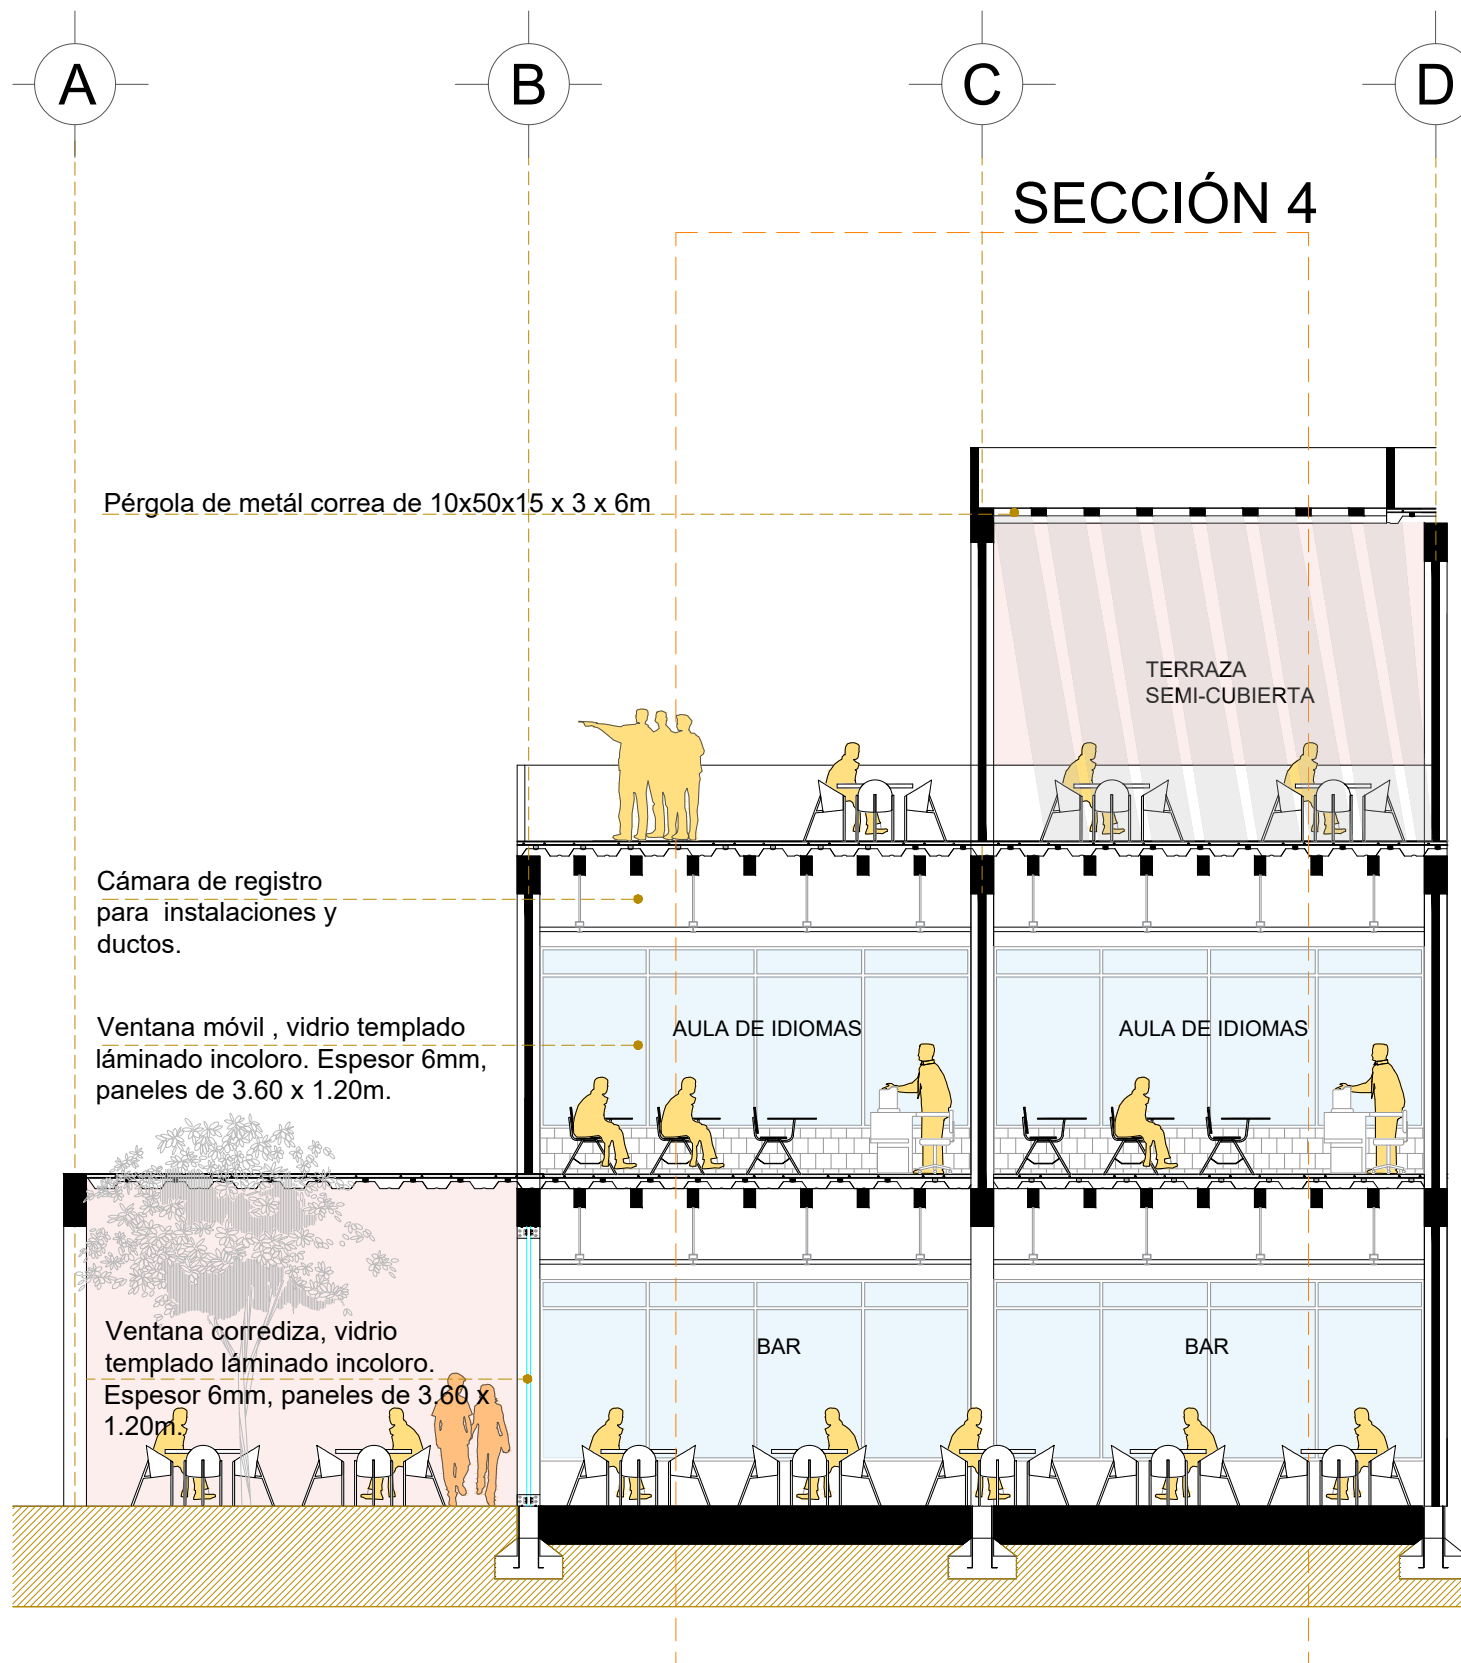 A
B
C
D
SECCIÓN 4
Pérgola de metál correa de 10x50x15 x 3 x 6m
TERRAZA
SEMI-CUBIERTA
Cámara de registro
para instalaciones y
ductos.
Ventana móvil , vidrio templado
láminado incoloro. Espesor 6mm,
paneles de 3.60 x 1.20m.
AULA DE IDIOMAS
AULA DE IDIOMAS
Ventana corrediza, vidrio
templado láminado incoloro.
Espesor 6mm, paneles de 3.60 x
1.20m.
BAR
BAR